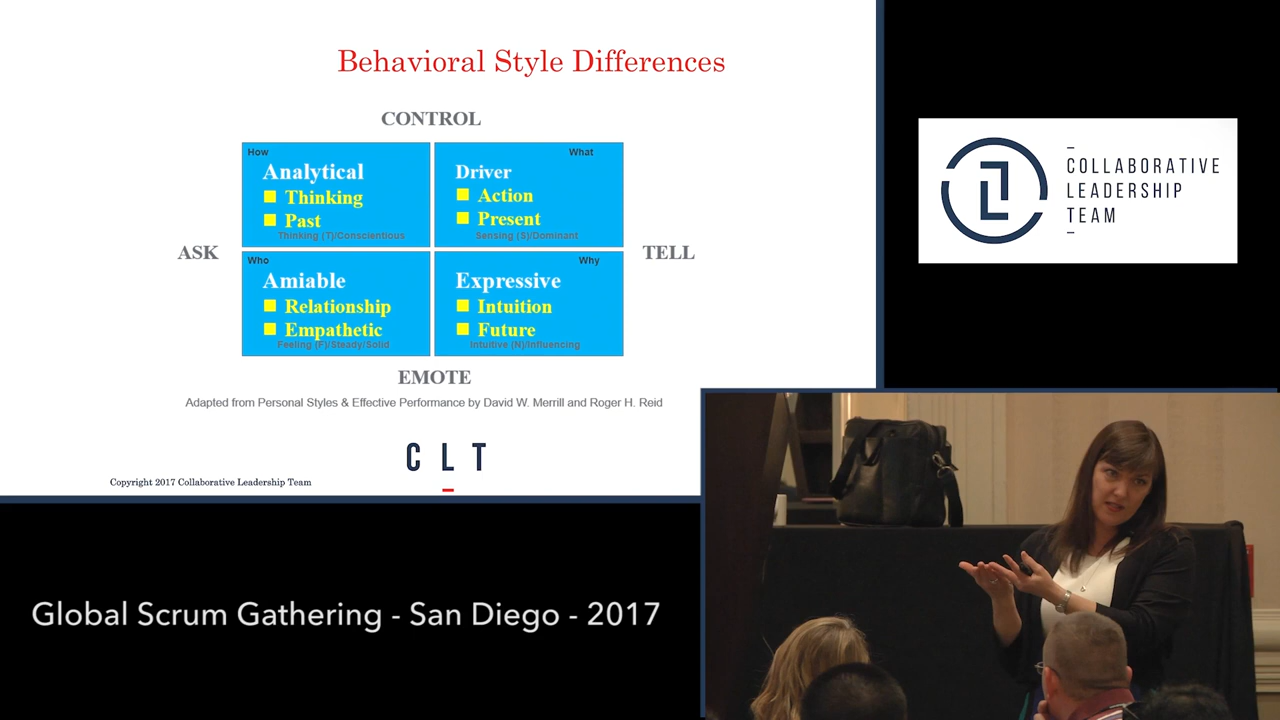 Behavioral Style Differences
CONTROL
How
Analytical
Thinking
Past
Thinking (T)/Conscientious
What
Driver
Action
Present
Sensing (S)/Dominant
ASK
TELL
Who
Amiable
Relationship
Empathetic
Feeling (F)/Steady/Solid
Why
Expressive
Intuition
Future
Intuitive (N)/Influencing
EMOTE
Adapted from Personal Styles & Effective Performance by David W. Merrill and Roger H. Reid
CLT
Copyright 2017 Collaborative Leadership Team
COLLABORATIVE
LEADERSHIP
TEAM
Global Scrum Gathering - San Diego - 2017